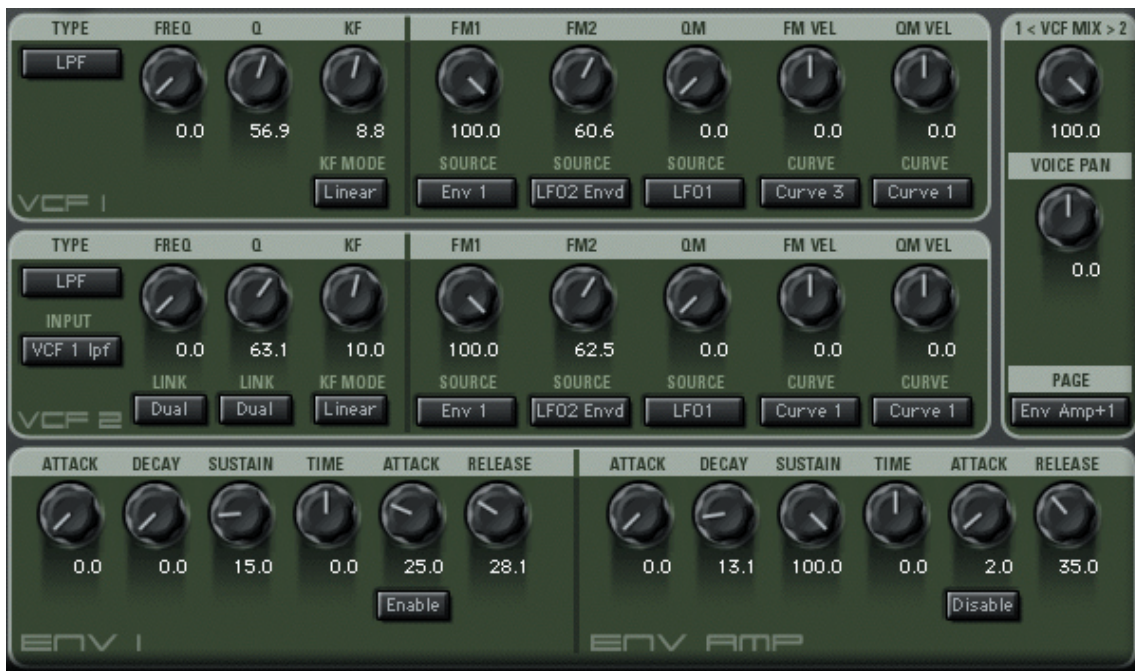 TYPE FREQ Q KF FM1 FM2 QM FM VEL QM VEL 1 < VCF MIX > 2
LPF
0.0 56.9 8.8 100.0 60.6 0.0 0.0 0.0 100.0
KF MODE SOURCE SOURCE SOURCE CURVE CURVE VOICE PAN
Linear Env 1 LFO2 Envd LFO1 Curve 3 Curve 1
VCF 1
TYPE FREQ Q KF FM1 FM2 QM FM VEL QM VEL
LPF 0.0
INPUT
VCF 1 lpf 0.0 63.1 10.0 100.0 62.5 0.0 0.0 0.0
LINK LINK KF MODE SOURCE SOURCE SOURCE CURVE CURVE PAGE
Dual Dual Linear Env 1 LFO2 Envd LFO1 Curve 1 Curve 1 Env Amp+1
VCF 2
ATTACK DECAY SUSTAIN TIME ATTACK RELEASE ATTACK DECAY SUSTAIN TIME ATTACK RELEASE
0.0 0.0 15.0 0.0 25.0 28.1 0.0 13.1 100.0 0.0 2.0 35.0
Enable Disable
ENV 1 ENV AMP